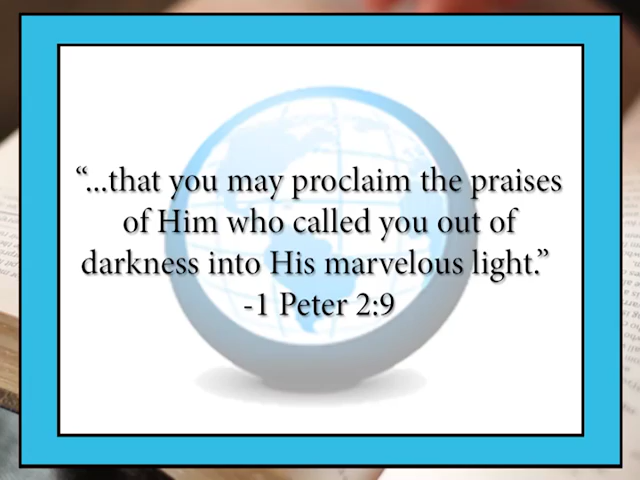 “...that you may proclaim the praises
of Him who called you out of
darkness into His marvelous light.”
-1 Peter 2:9